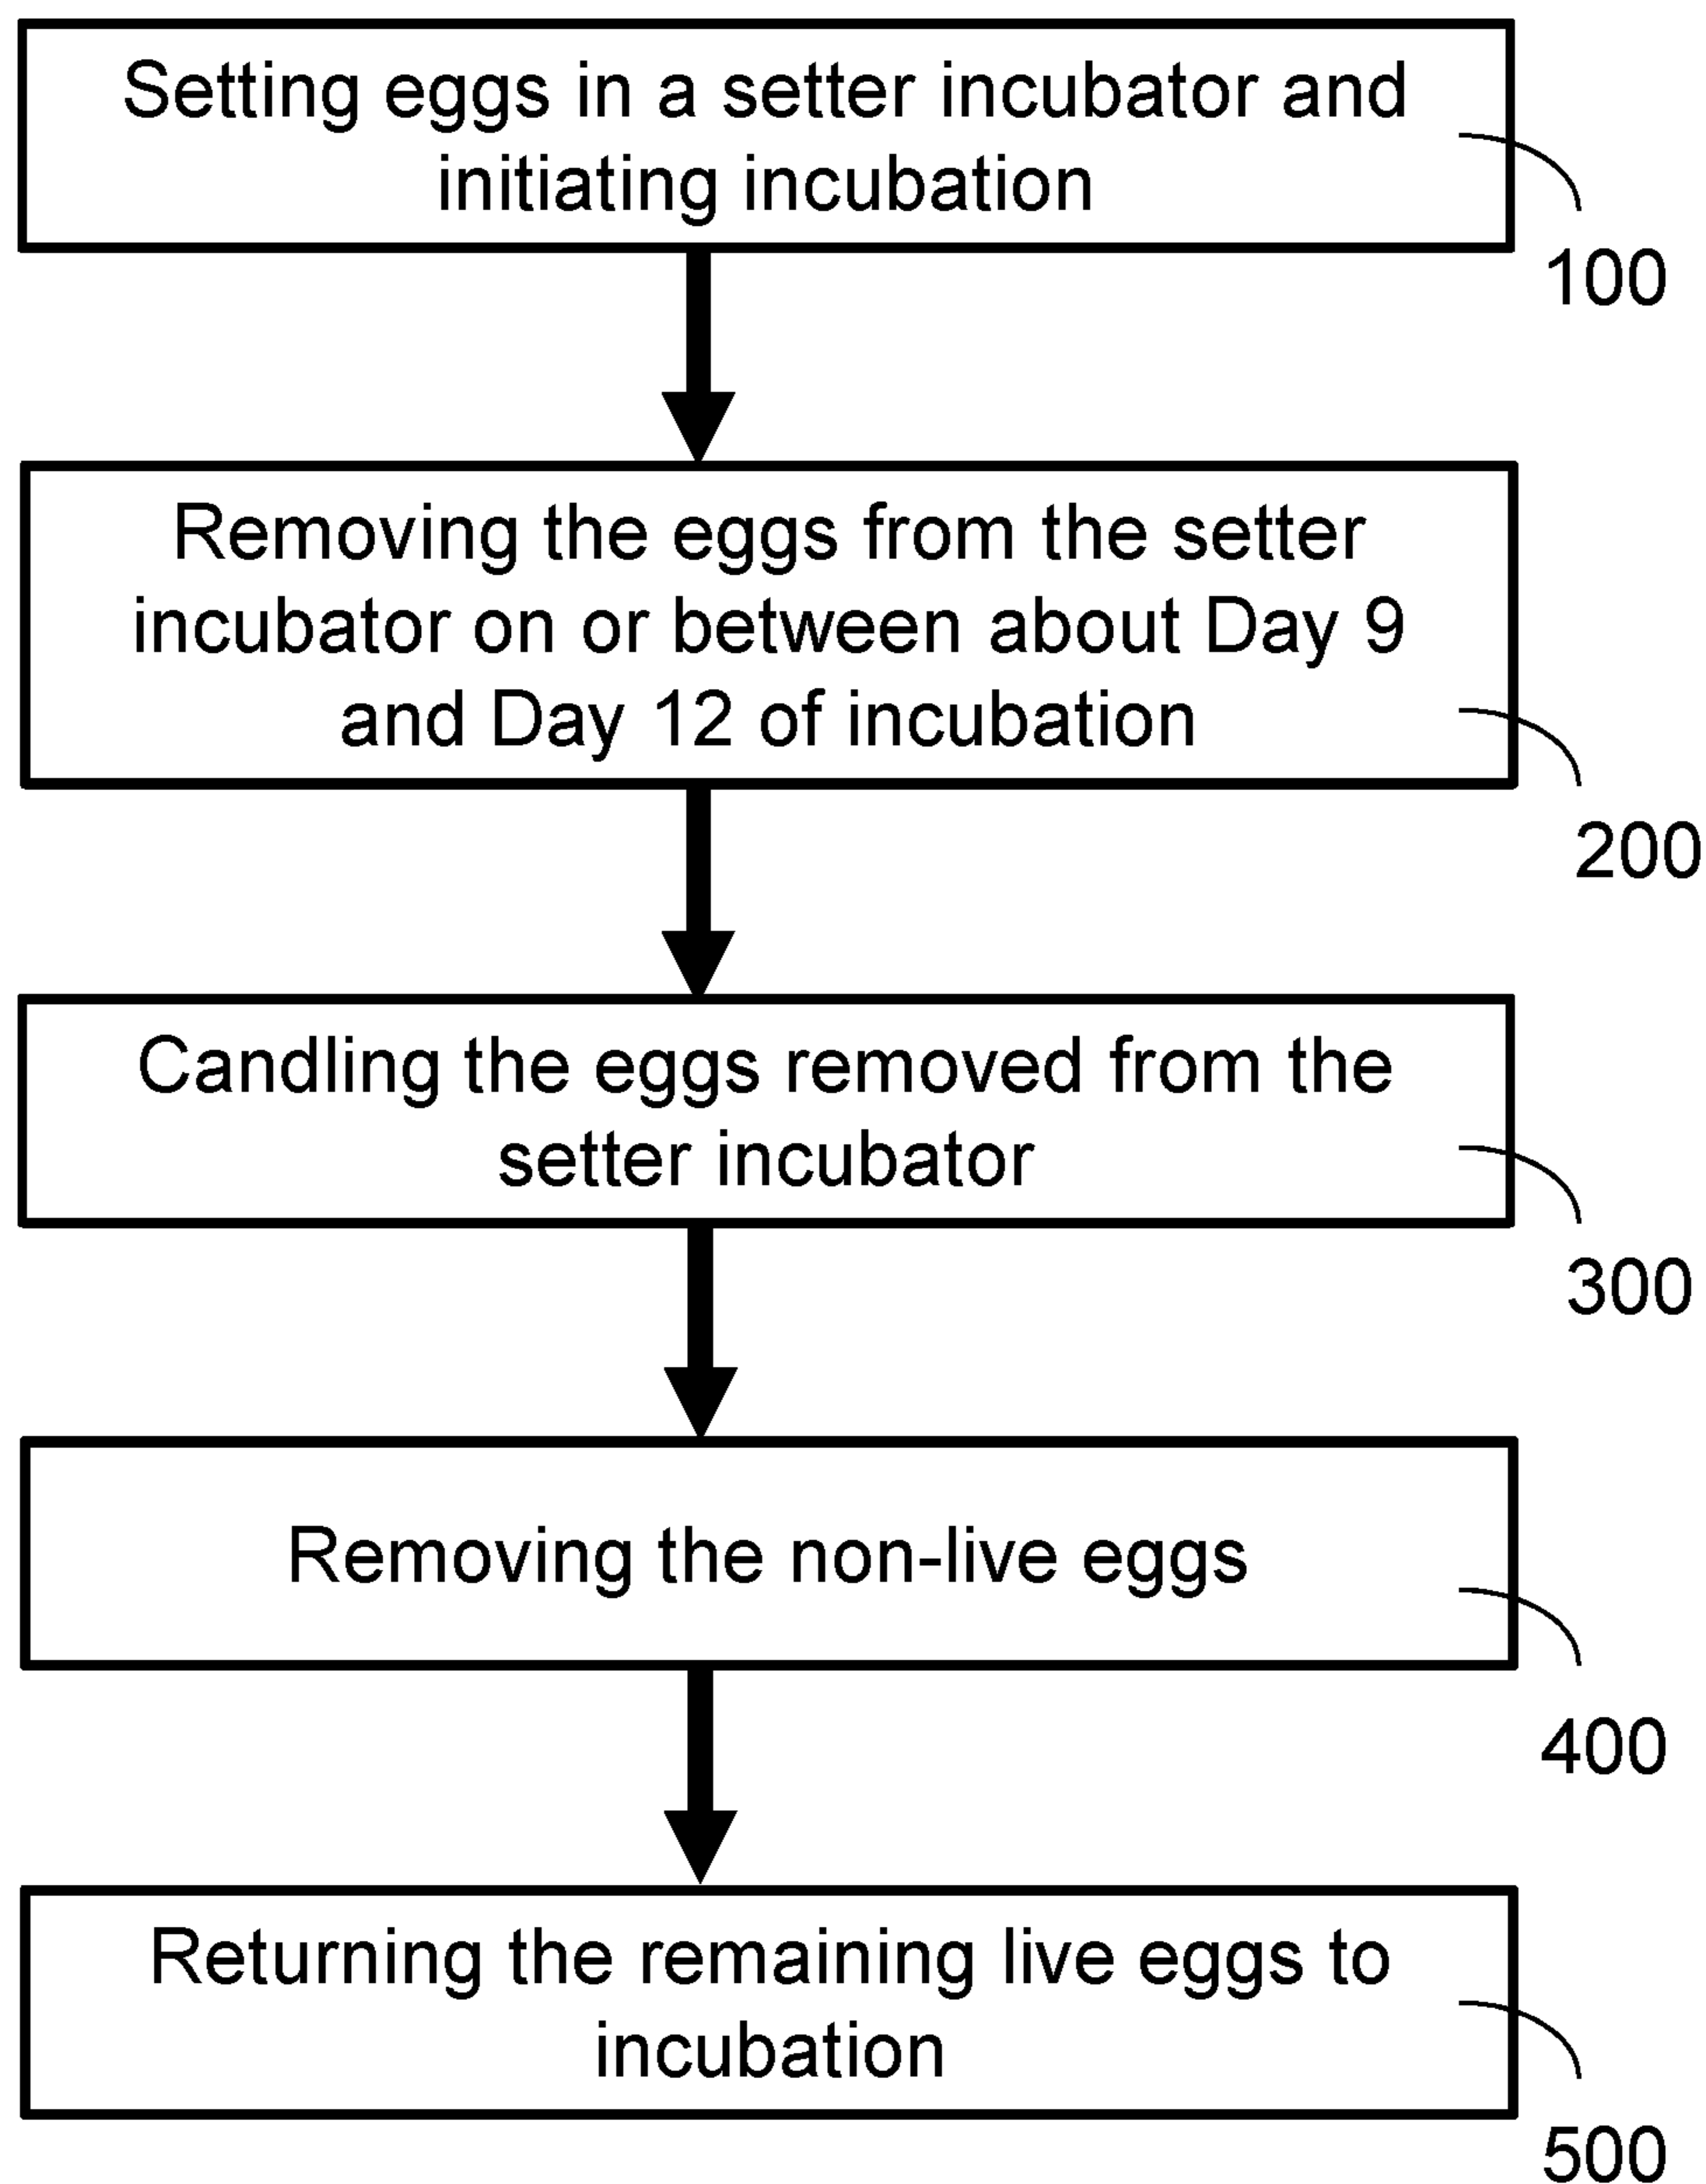 Setting eggs in a setter incubator and
initiating incubation
100
Removing the eggs from the setter
incubator on or between about Day 9
and Day 12 of incubation
200
Candling the eggs removed from the
setter incubator
300
Removing the non-live eggs
400
Returning the remaining live eggs to
incubation
500